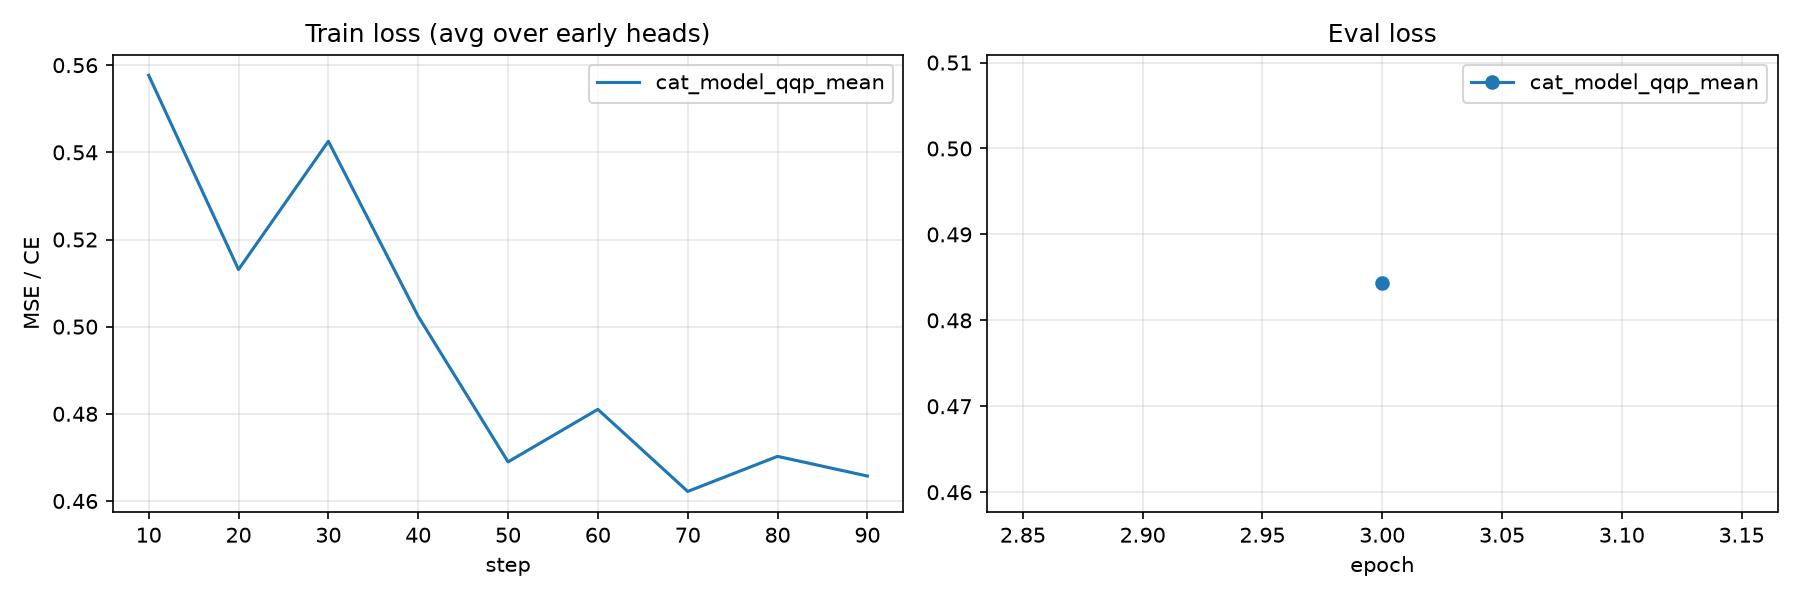 Train loss (avg over early heads)
cat_model_qqp_mean
MSE / CE
0.56
0.54
0.52
0.50
0.48
0.46
10 20 30 40 50 60 70 80 90
step
Eval loss
cat_model_qqp_mean
0.51
0.50
0.49
0.48
0.47
0.46
2.85 2.90 2.95 3.00 3.05 3.10 3.15
epoch